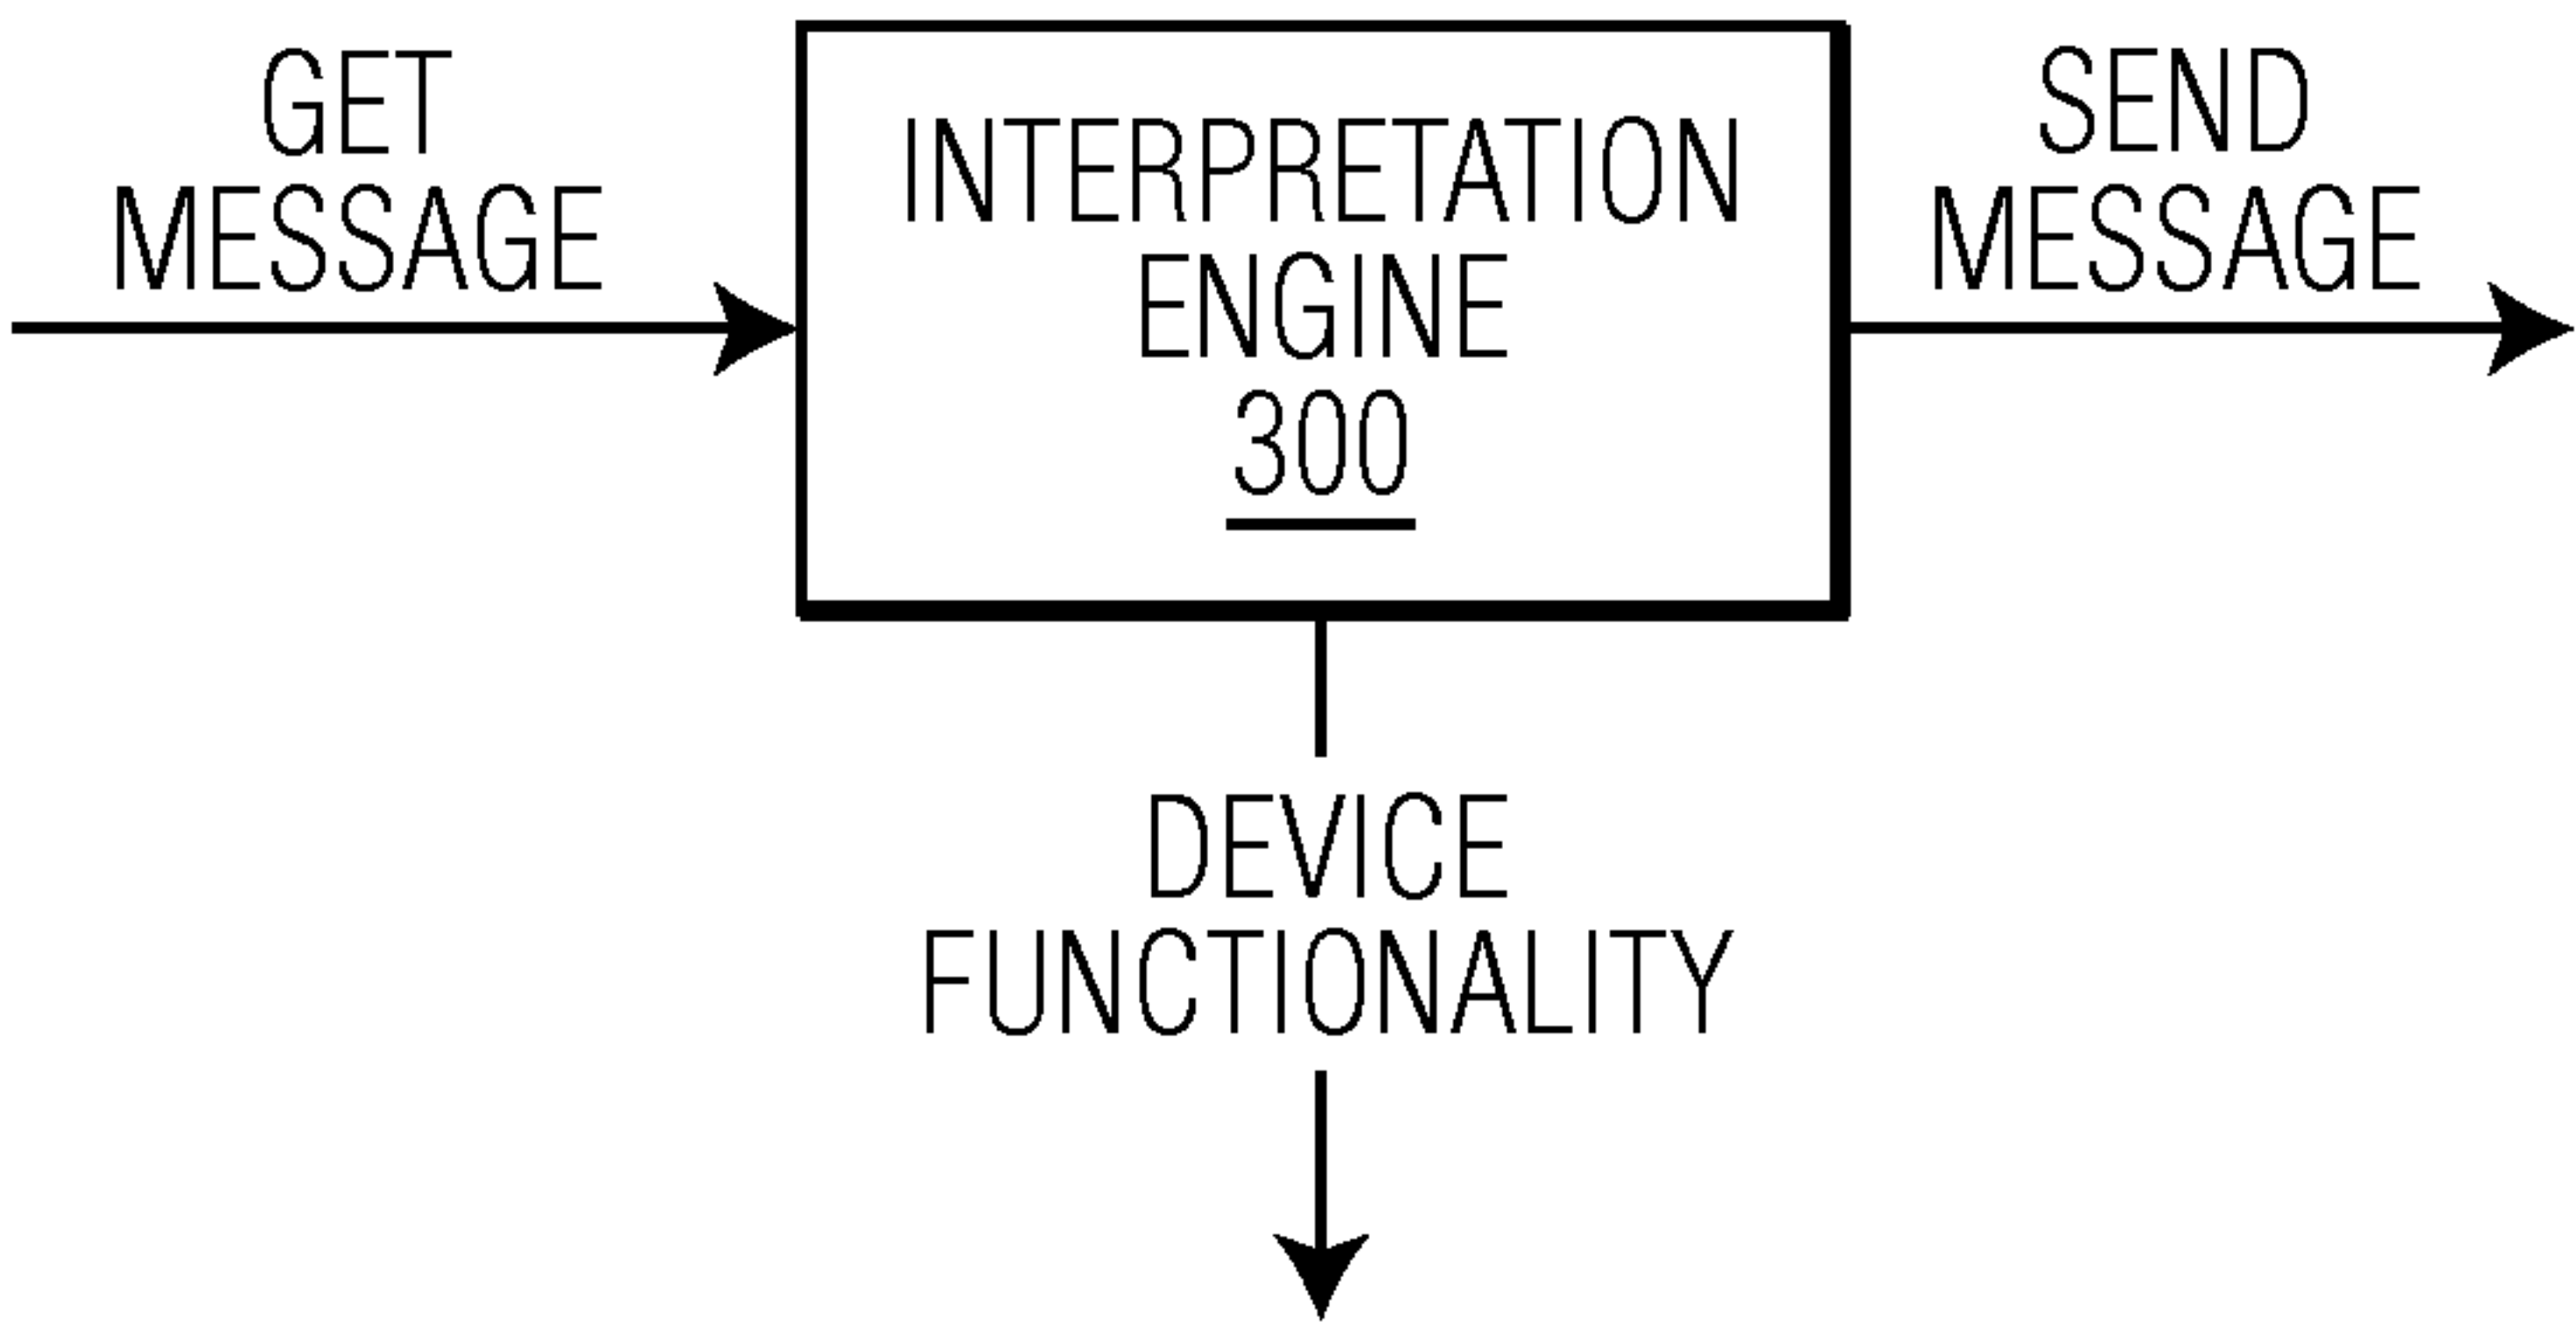 GET
MESSAGE
INTERPRETATION
ENGINE
300
SEND
MESSAGE
DEVICE
FUNCTIONALITY